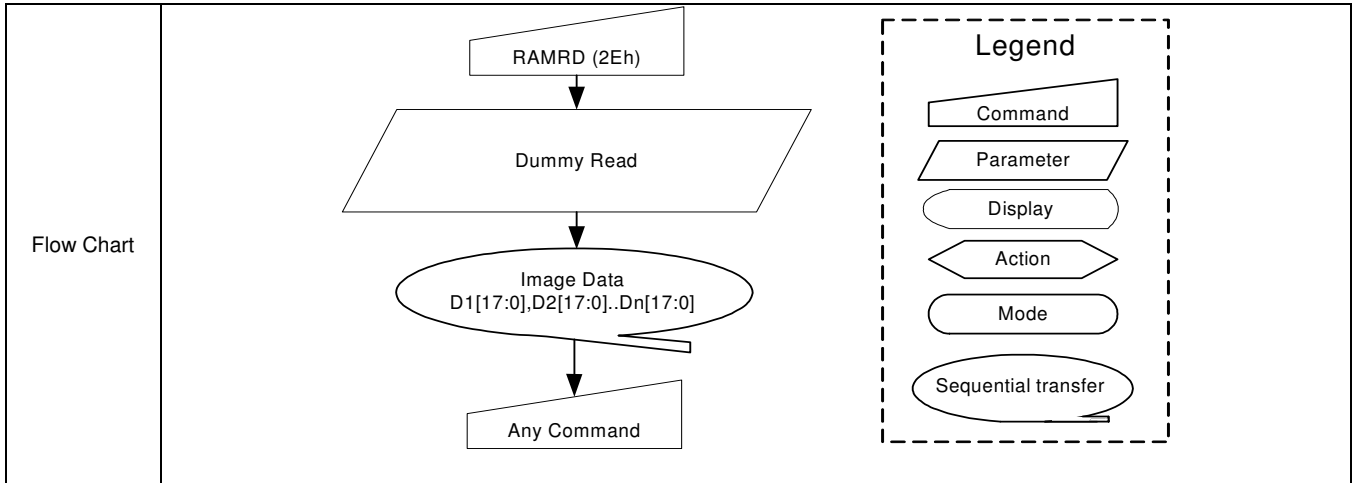 Flow Chart
RAMRD (2Eh)
Dummy Read
Image Data
D1[17:0],D2[17:0]..Dn[17:0]
Any Command
Legend
Command
Parameter
Display
Action
Mode
Sequential transfer